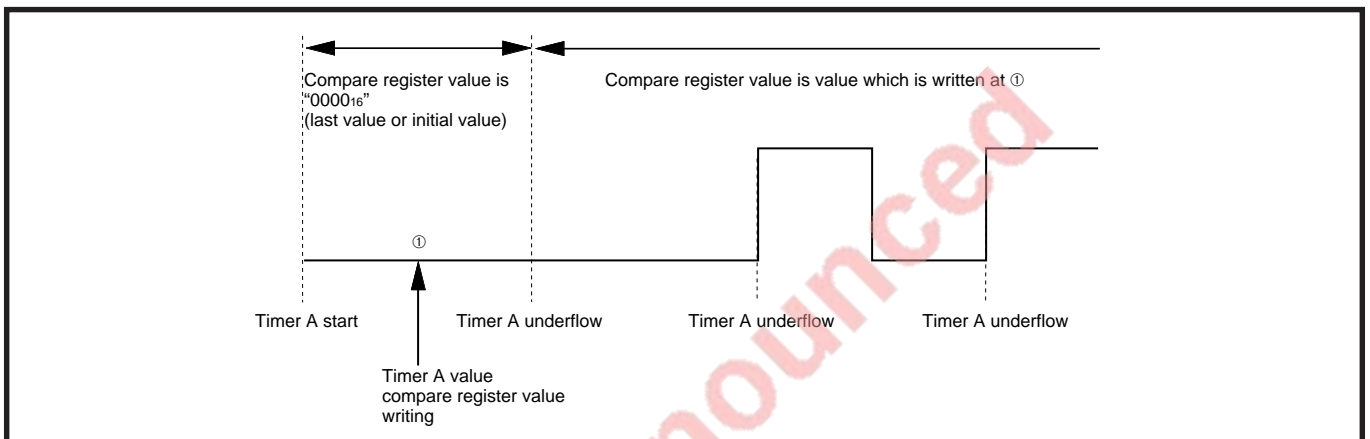 Compare register value is
“0000₁₆”
(last value or initial value)
Compare register value is value which is written at ①
①
Timer A start
Timer A underflow
Timer A underflow
Timer A underflow
Timer A value
compare register value
writing
nounced